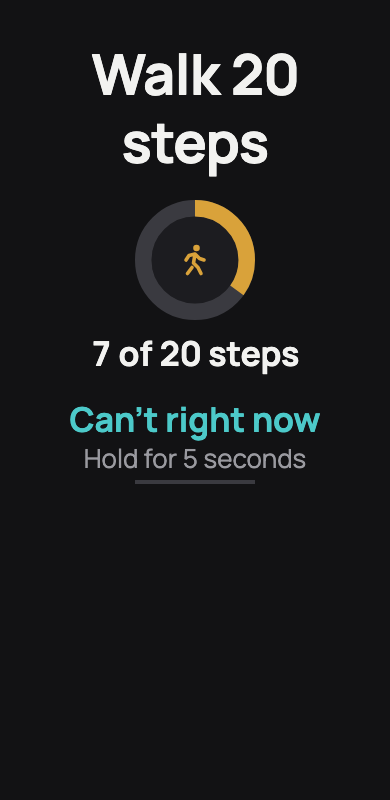 Walk 20
steps
7 of 20 steps
Can’t right now
Hold for 5 seconds